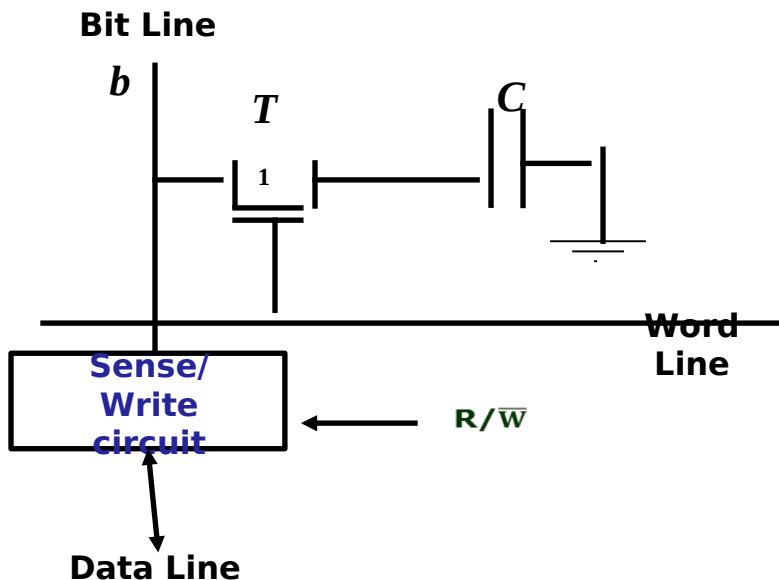 Bit Line
b
T
C
1
Word
Line
Sense/
Write
circuit
R/W̅
Data Line